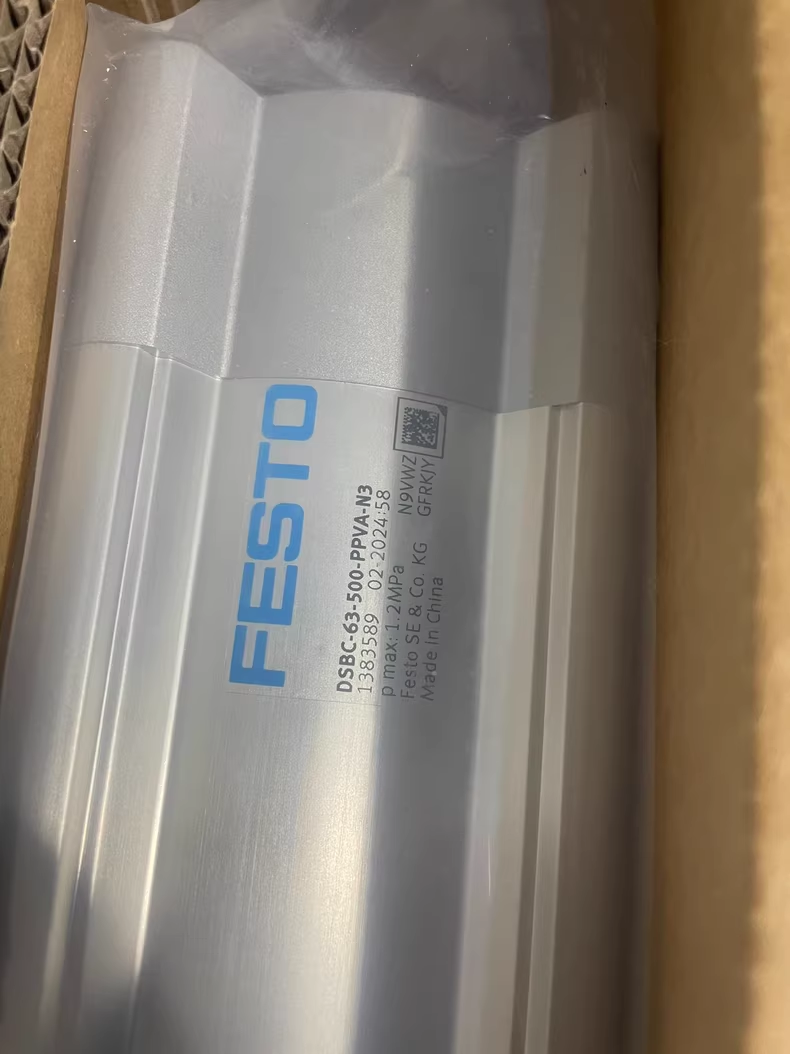 FESTO
DSBC-63-500-PPVA-N3
1383589 02-2024:58
p max: 1.2MPa
Festo SE & Co. KG N9VWZ
Made In China GFRKJY